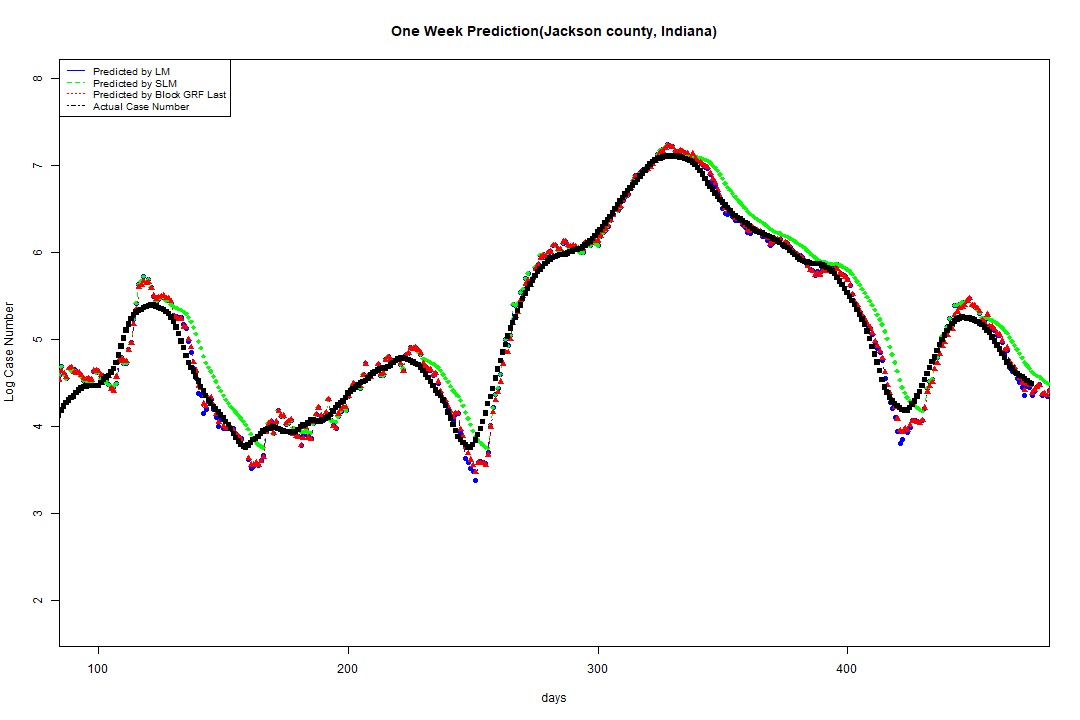 One Week Prediction(Jackson county, Indiana)
Predicted by LM
Predicted by SLM
Predicted by Block GRF Last
Actual Case Number
8
7
6
5
4
3
2
Log Case Number
100 200 300 400
days